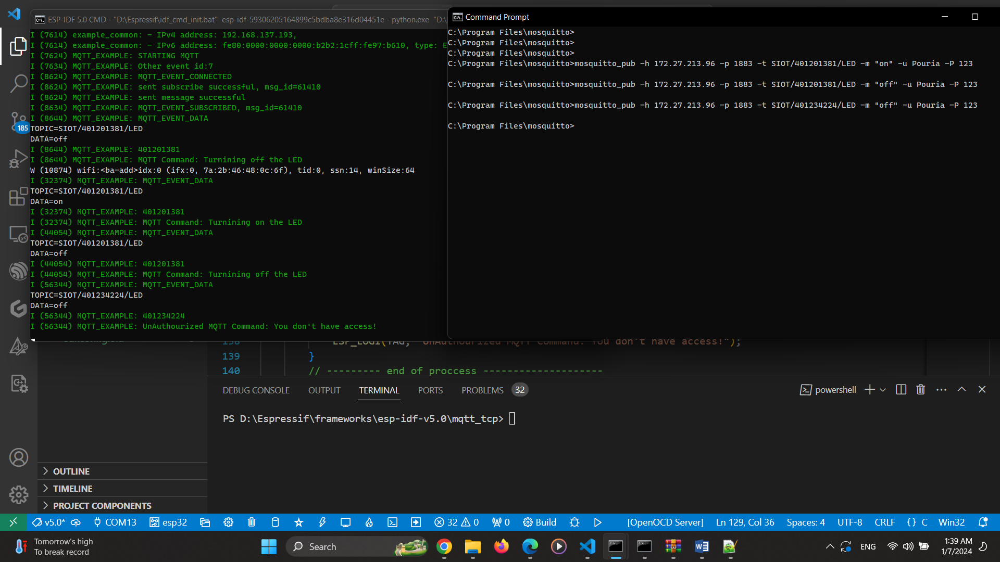 ESP-IDF 5.0 CMD - "D:\Espressif\idf_cmd_init.bat" esp-idf-59306205164899c5bdba8e316d04451e - python.exe "D:\
I (7614) example_common: - IPv4 address: 192.168.137.193,
I (7614) example_common: - IPv6 address: fe80:0000:0000:0000:b2b2:1cff:fe97:b610, type: E
I (7624) MQTT_EXAMPLE: STARTING MQTT
I (7634) MQTT_EXAMPLE: Other event id:7
I (8624) MQTT_EXAMPLE: MQTT_EVENT_CONNECTED
I (8624) MQTT_EXAMPLE: sent subscribe successful, msg_id=61410
I (8624) MQTT_EXAMPLE: sent message successful
I (8634) MQTT_EXAMPLE: MQTT_EVENT_SUBSCRIBED, msg_id=61410
I (8644) MQTT_EXAMPLE: MQTT_EVENT_DATA
TOPIC=SIOT/401201381/LED
DATA=off
I (8644) MQTT_EXAMPLE: 401201381
I (8644) MQTT_EXAMPLE: MQTT Command: Turnining off the LED
W (10874) wifi:<ba-add>idx:0 (ifx:0, 7a:2b:46:48:0c:6f), tid:0, ssn:14, winSize:64
I (32374) MQTT_EXAMPLE: MQTT_EVENT_DATA
TOPIC=SIOT/401201381/LED
DATA=on
I (32374) MQTT_EXAMPLE: 401201381
I (32374) MQTT_EXAMPLE: MQTT Command: Turnining on the LED
I (44054) MQTT_EXAMPLE: MQTT_EVENT_DATA
TOPIC=SIOT/401201381/LED
DATA=off
I (44054) MQTT_EXAMPLE: 401201381
I (44054) MQTT_EXAMPLE: MQTT Command: Turnining off the LED
I (56344) MQTT_EXAMPLE: MQTT_EVENT_DATA
TOPIC=SIOT/401234224/LED
DATA=off
I (56344) MQTT_EXAMPLE: 401234224
I (56344) MQTT_EXAMPLE: UnAuthourized MQTT Command: You don't have access!
Command Prompt
C:\Program Files\mosquitto>
C:\Program Files\mosquitto>
C:\Program Files\mosquitto>
C:\Program Files\mosquitto>mosquitto_pub -h 172.27.213.96 -p 1883 -t SIOT/401201381/LED -m "on" -u Pouria -P 123
C:\Program Files\mosquitto>mosquitto_pub -h 172.27.213.96 -p 1883 -t SIOT/401201381/LED -m "off" -u Pouria -P 123
C:\Program Files\mosquitto>mosquitto_pub -h 172.27.213.96 -p 1883 -t SIOT/401234224/LED -m "off" -u Pouria -P 123
C:\Program Files\mosquitto>
185
138 ESP_LOGI(TAG, "UnAuthourized MQTT Command: You don't have access!");
139 }
140 // --------- end of proccess --------------------
DEBUG CONSOLE OUTPUT TERMINAL PORTS PROBLEMS 32
powershell
PS D:\Espressif\frameworks\esp-idf-v5.0\mqtt_tcp>
OUTLINE
TIMELINE
PROJECT COMPONENTS
v5.0* COM13 esp32 32 0 0 Build [OpenOCD Server] Ln 129, Col 36 Spaces: 4 UTF-8 CRLF {} C Win32
Tomorrow's high
To break record
Search
ENG
1:39 AM
1/7/2024